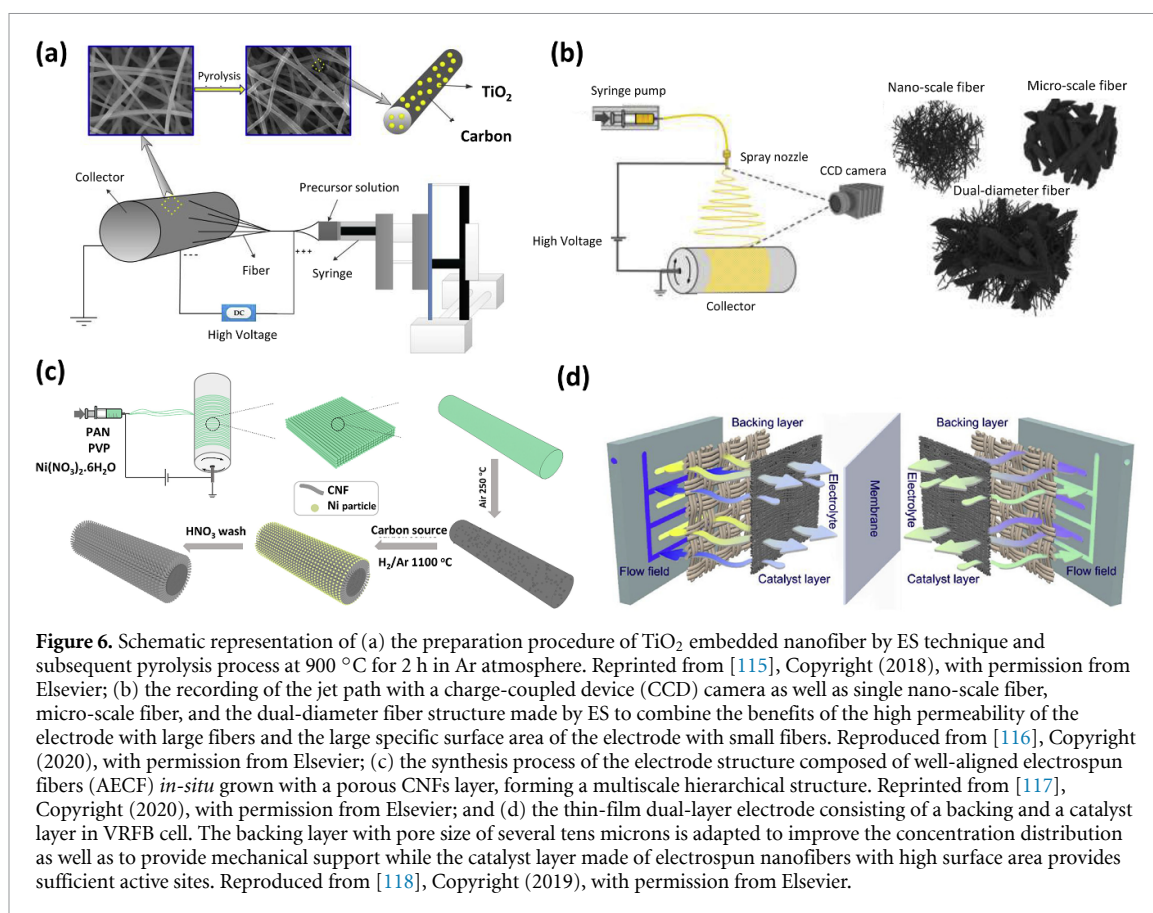 (a)
Pyrolysis
TiO2
Carbon
Collector
Precursor solution
---
+++
Fiber
Syringe
DC
High Voltage
(b)
Syringe pump
Nano-scale fiber
Micro-scale fiber
Spray nozzle
CCD camera
Dual-diameter fiber
High Voltage
Collector
(c)
PAN
PVP
Ni(NO3)2.6H2O
CNF
Ni particle
Air 250 °C
HNO3 wash
Carbon source
H2/Ar 1100 °C
(d)
Backing layer
Backing layer
Electrolyte
Membrane
Electrolyte
Flow field
Catalyst layer
Catalyst layer
Flow field
Figure 6. Schematic representation of (a) the preparation procedure of TiO2 embedded nanofiber by ES technique and
subsequent pyrolysis process at 900 °C for 2 h in Ar atmosphere. Reprinted from [115], Copyright (2018), with permission from
Elsevier; (b) the recording of the jet path with a charge-coupled device (CCD) camera as well as single nano-scale fiber,
micro-scale fiber, and the dual-diameter fiber structure made by ES to combine the benefits of the high permeability of the
electrode with large fibers and the large specific surface area of the electrode with small fibers. Reproduced from [116], Copyright
(2020), with permission from Elsevier; (c) the synthesis process of the electrode structure composed of well-aligned electrospun
fibers (AECF) in-situ grown with a porous CNFs layer, forming a multiscale hierarchical structure. Reprinted from [117],
Copyright (2020), with permission from Elsevier; and (d) the thin-film dual-layer electrode consisting of a backing and a catalyst
layer in VRFB cell. The backing layer with pore size of several tens microns is adapted to improve the concentration distribution
as well as to provide mechanical support while the catalyst layer made of electrospun nanofibers with high surface area provides
sufficient active sites. Reproduced from [118], Copyright (2019), with permission from Elsevier.